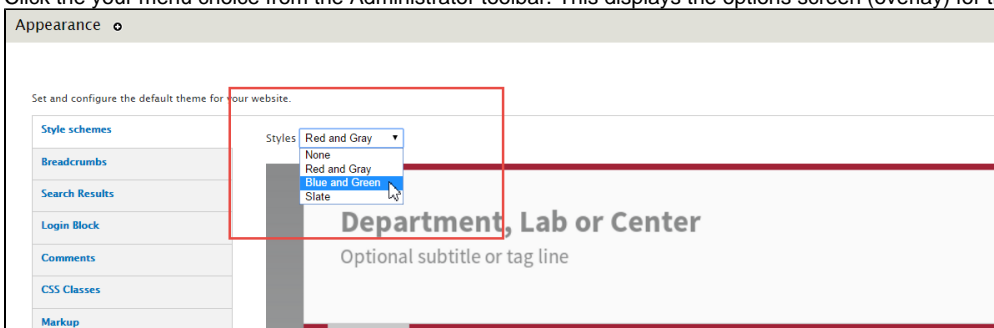 Click the your menu choice from the Administrator toolbar. This displays the options screen (overlay) for
Appearance
Set and configure the default theme for your website.
Style schemes
Breadcrumbs
Search Results
Login Block
Comments
CSS Classes
Markup
Styles Red and Gray
None
Red and Gray
Blue and Green
Slate
Department, Lab or Center
Optional subtitle or tag line